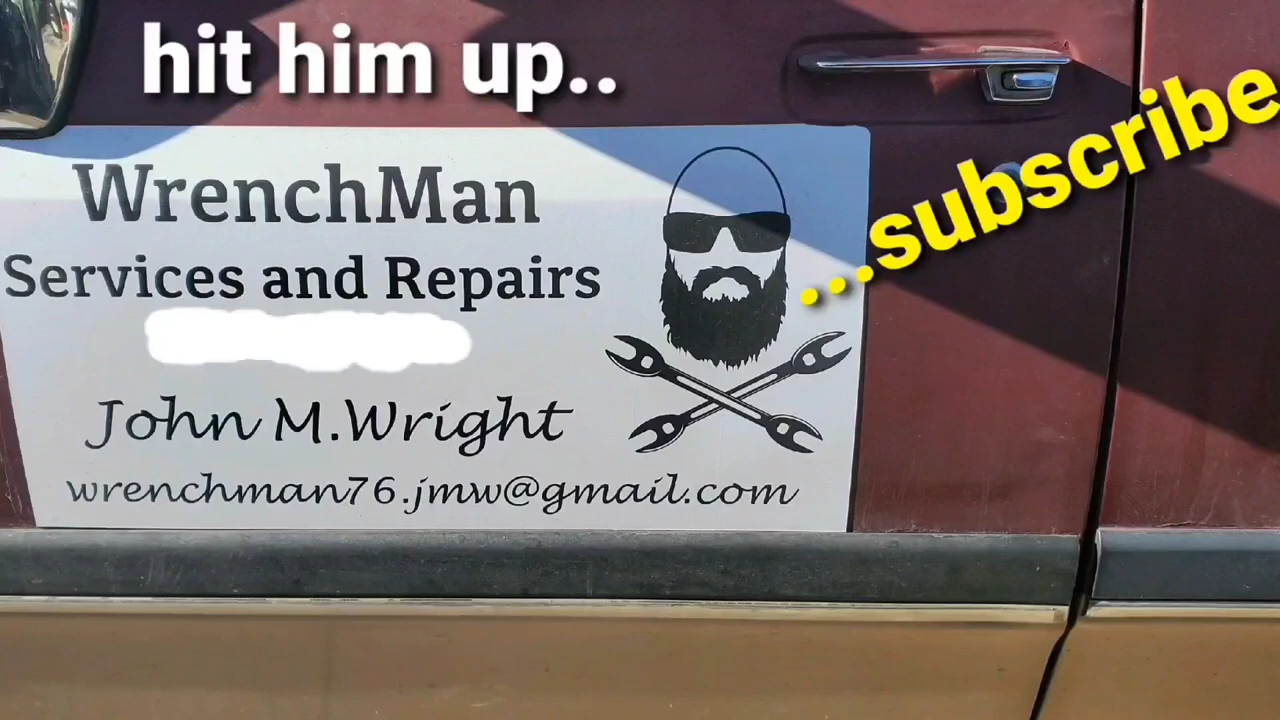 hit him up..
...subscribe
WrenchMan
Services and Repairs
John M.Wright
wrenchman76.jmw@gmail.com